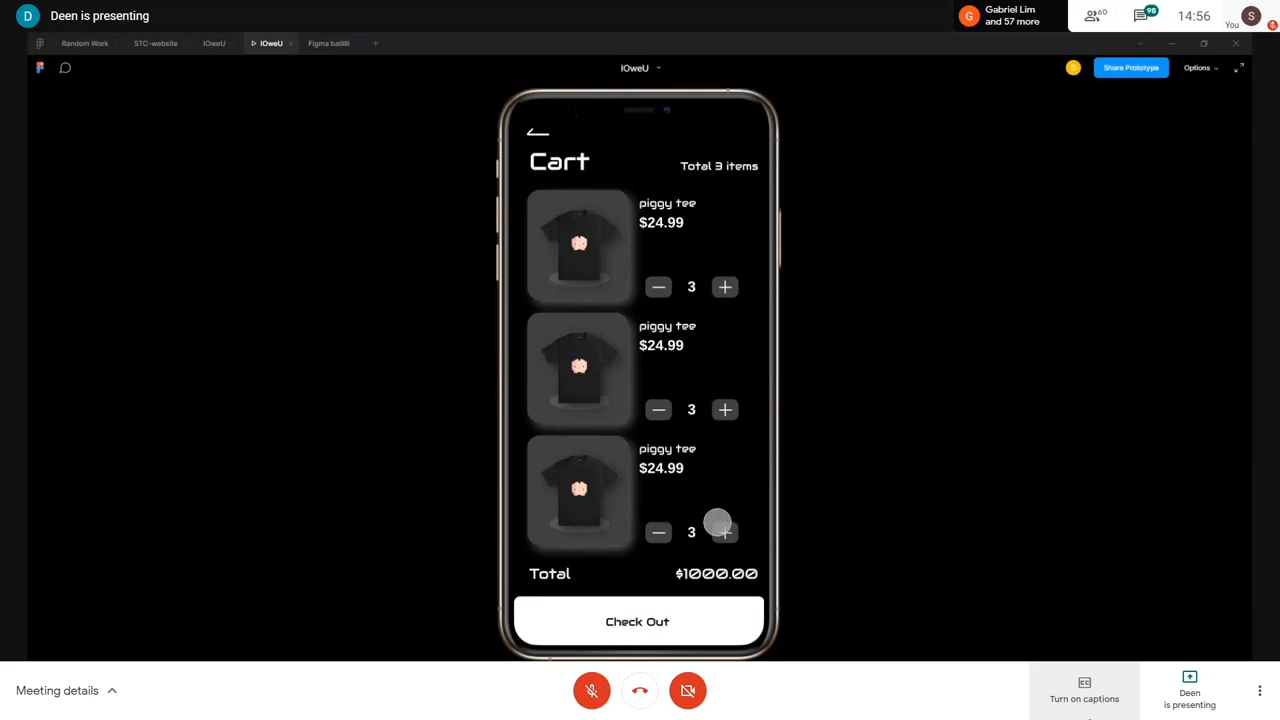 D Deen is presenting
G Gabriel Lim
and 57 more
60
98
14:56
S
You
Random Work
STC-website
IOweU
IOweU
IOweU
D
Share Prototype
Options
Cart
Total 3 items
piggy tee
$24.99
3
piggy tee
$24.99
3
piggy tee
$24.99
3
Total
$1000.00
Check Out
Meeting details
CC
Turn on captions
Deen
is presenting